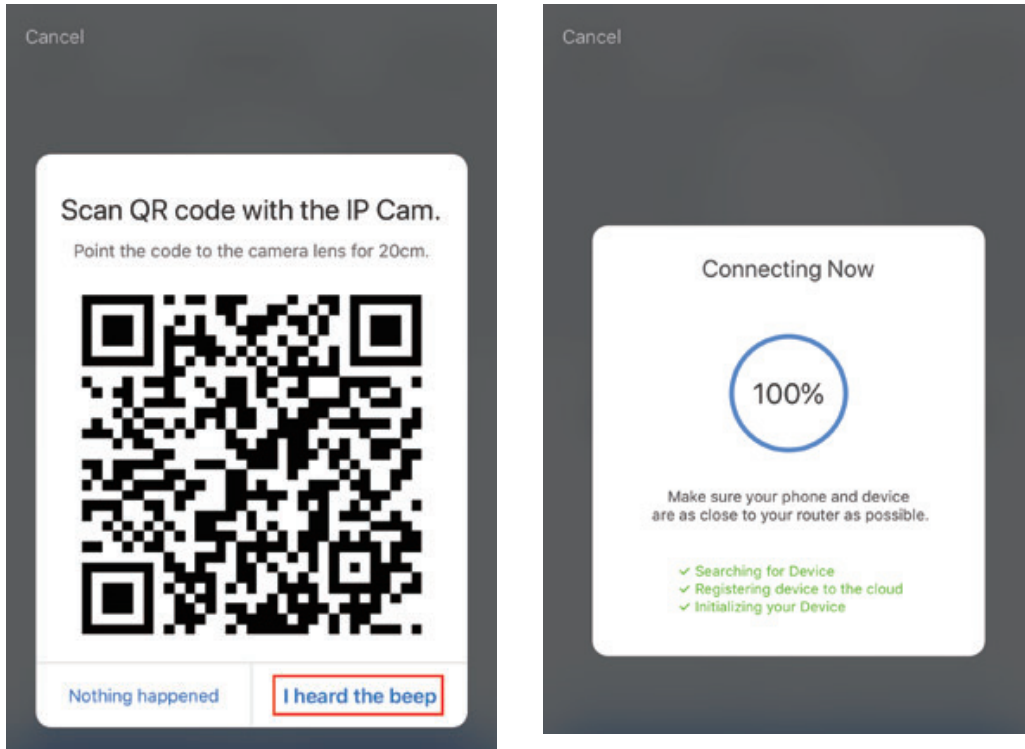 Cancel
Scan QR code with the IP Cam.
Point the code to the camera lens for 20cm.
Nothing happened
I heard the beep
Cancel
Connecting Now
100%
Make sure your phone and device
are as close to your router as possible.
✓ Searching for Device
✓ Registering device to the cloud
✓ Initializing your Device